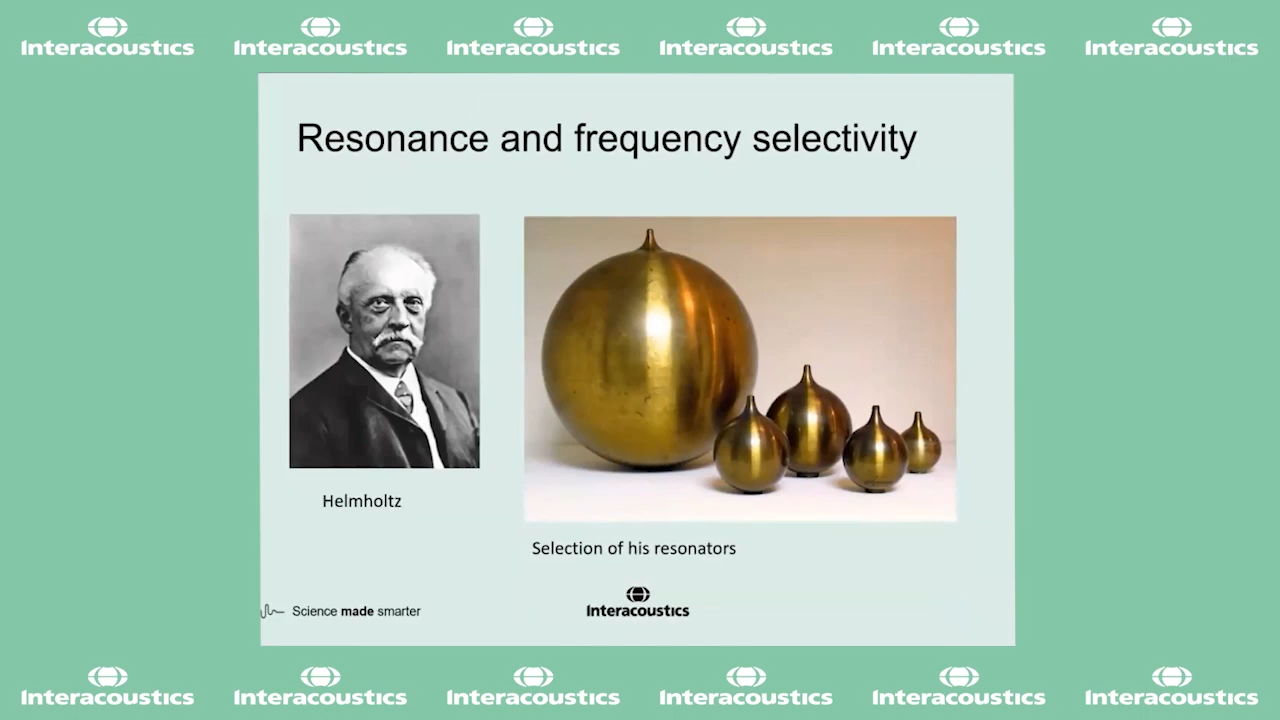 Interacoustics Interacoustics Interacoustics Interacoustics Interacoustics Interacoustics
Resonance and frequency selectivity
Helmholtz
Selection of his resonators
Science made smarter
Interacoustics
Interacoustics Interacoustics Interacoustics Interacoustics Interacoustics Interacoustics